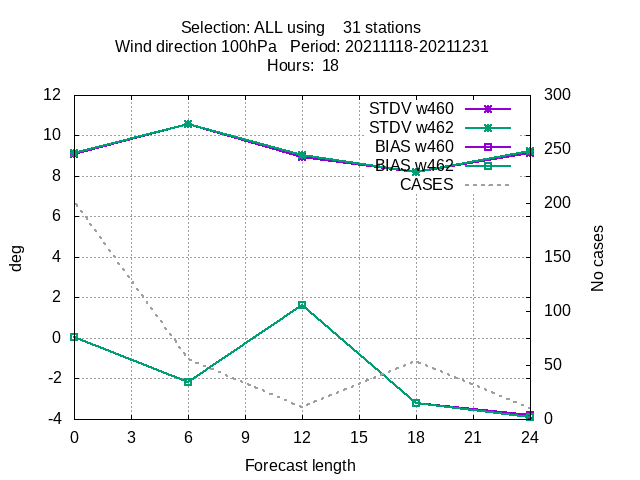 Selection: ALL using    31 stations
Wind direction 100hPa   Period: 20211118-20211231
Hours:  18
12
10
8
6
4
2
0
-2
-4
deg
300
250
200
150
100
50
0
No cases
STDV w460
STDV w462
BIAS w460
BIAS w462
CASES
0 3 6 9 12 15 18 21 24
Forecast length